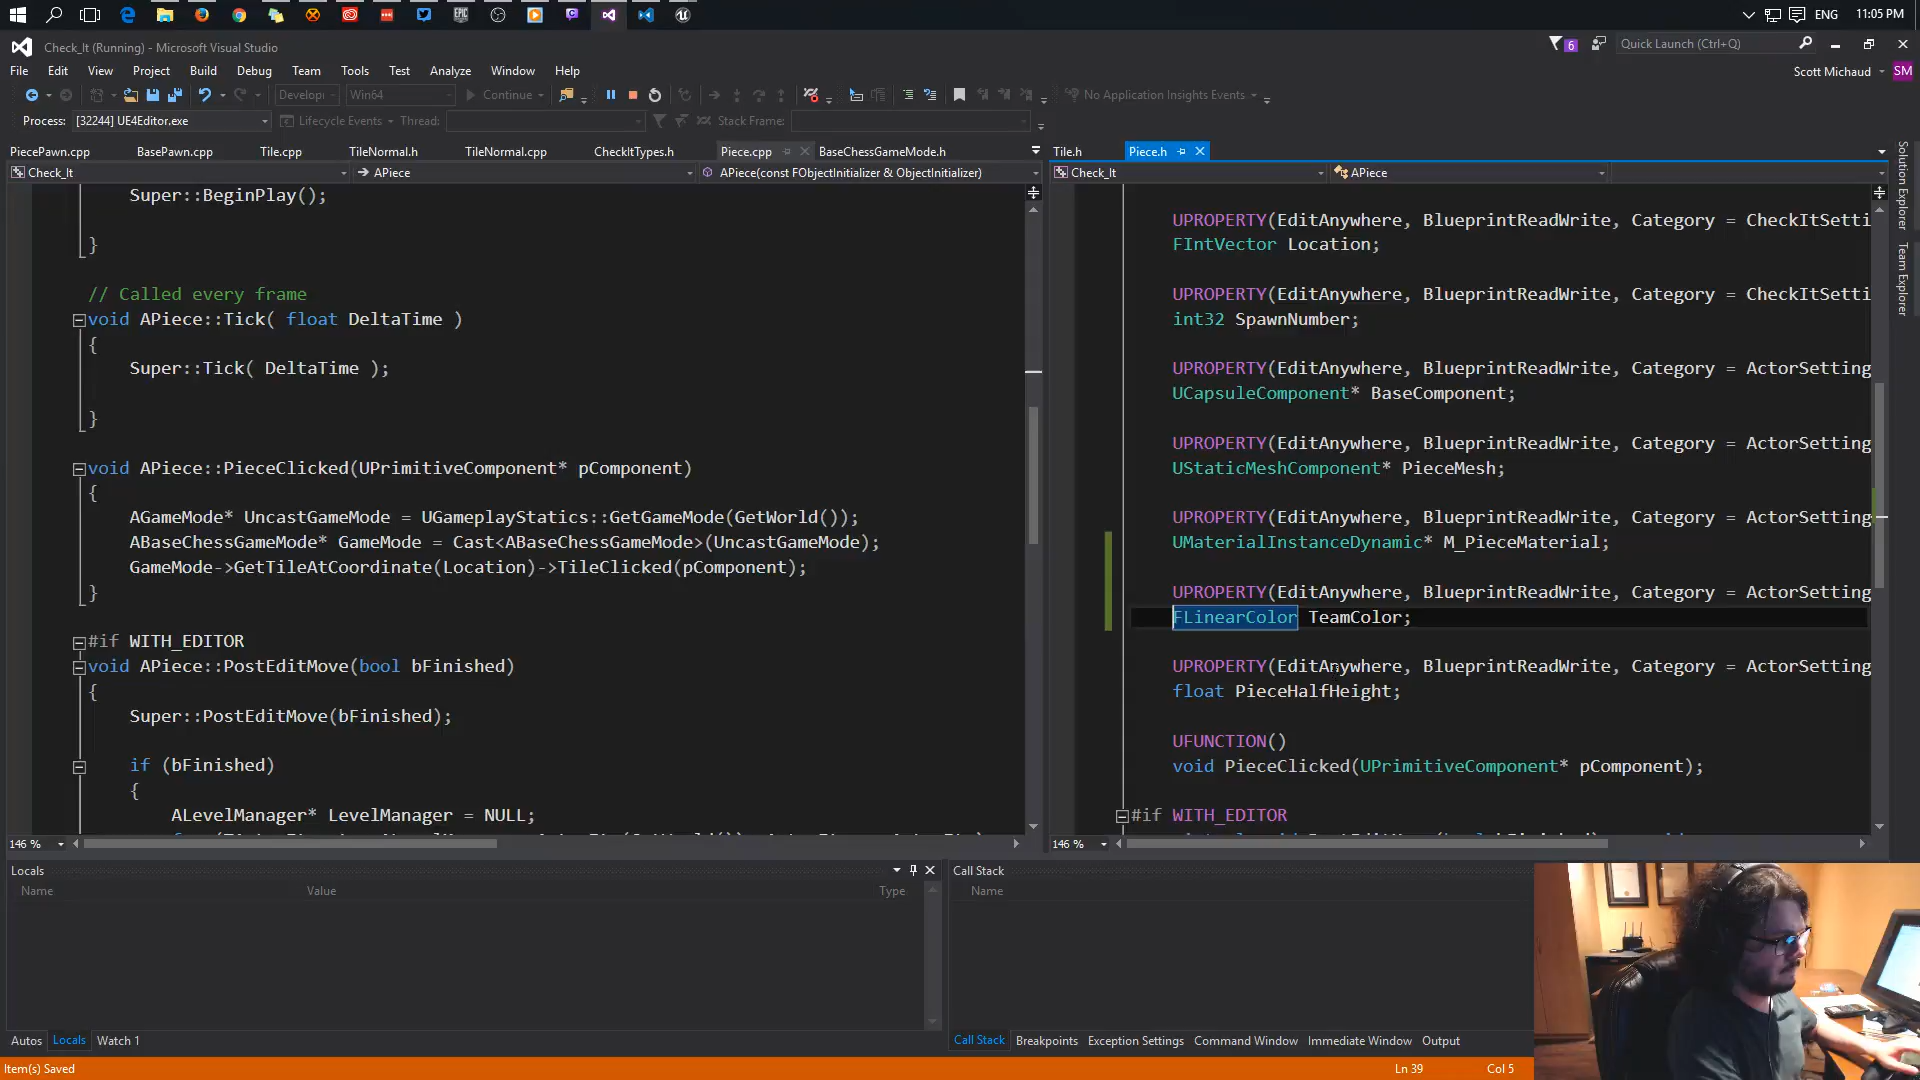 ENG
11:05 PM
Check_It (Running) - Microsoft Visual Studio
6
Quick Launch (Ctrl+Q)
File Edit View Project Build Debug Team Tools Test Analyze Window Help
Scott Michaud SM
Develop Win64 Continue No Application Insights Events
Process: [32244] UE4Editor.exe Lifecycle Events Thread: Stack Frame:
PiecePawn.cpp BasePawn.cpp Tile.cpp TileNormal.h TileNormal.cpp CheckItTypes.h Piece.cpp BaseChessGameMode.h
Check_It APiece APiece(const FObjectInitializer & ObjectInitializer)
Super::BeginPlay();
}
// Called every frame
void APiece::Tick( float DeltaTime )
{
Super::Tick( DeltaTime );
}
void APiece::PieceClicked(UPrimitiveComponent* pComponent)
{
AGameMode* UncastGameMode = UGameplayStatics::GetGameMode(GetWorld());
ABaseChessGameMode* GameMode = Cast<ABaseChessGameMode>(UncastGameMode);
GameMode->GetTileAtCoordinate(Location)->TileClicked(pComponent);
}
#if WITH_EDITOR
void APiece::PostEditMove(bool bFinished)
{
Super::PostEditMove(bFinished);
if (bFinished)
{
ALevelManager* LevelManager = NULL;
146 %
Tile.h Piece.h
Check_It APiece
UPROPERTY(EditAnywhere, BlueprintReadWrite, Category = CheckItSetti
FIntVector Location;
UPROPERTY(EditAnywhere, BlueprintReadWrite, Category = CheckItSetti
int32 SpawnNumber;
UPROPERTY(EditAnywhere, BlueprintReadWrite, Category = ActorSetting
UCapsuleComponent* BaseComponent;
UPROPERTY(EditAnywhere, BlueprintReadWrite, Category = ActorSetting
UStaticMeshComponent* PieceMesh;
UPROPERTY(EditAnywhere, BlueprintReadWrite, Category = ActorSetting
UMaterialInstanceDynamic* M_PieceMaterial;
UPROPERTY(EditAnywhere, BlueprintReadWrite, Category = ActorSetting
FLinearColor TeamColor;
UPROPERTY(EditAnywhere, BlueprintReadWrite, Category = ActorSetting
float PieceHalfHeight;
UFUNCTION()
void PieceClicked(UPrimitiveComponent* pComponent);
#if WITH_EDITOR
146 %
Solution Explorer
Team Explorer
Locals
Name Value Type
Autos Locals Watch 1
Call Stack
Name
Call Stack Breakpoints Exception Settings Command Window Immediate Window Output
Item(s) Saved
Ln 39
Col 5